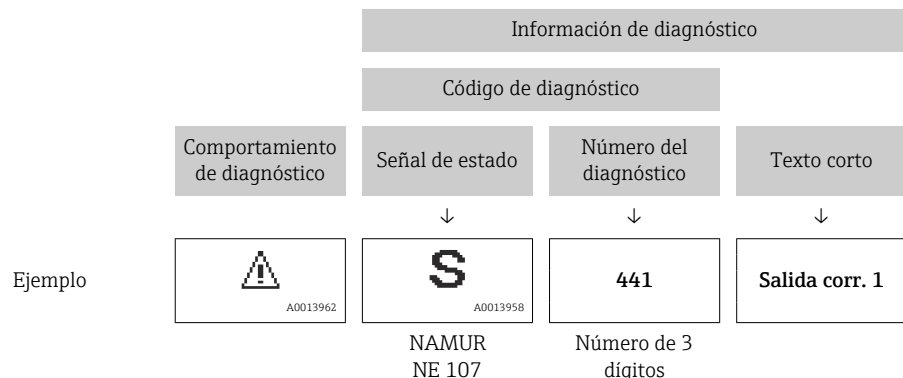 Información de diagnóstico
Código de diagnóstico
Comportamiento
de diagnóstico
Señal de estado
Número del
diagnóstico
Texto corto
↓ ↓ ↓
Ejemplo
A0013962
S
A0013958
441
Salida corr. 1
NAMUR
NE 107
Número de 3
dígitos